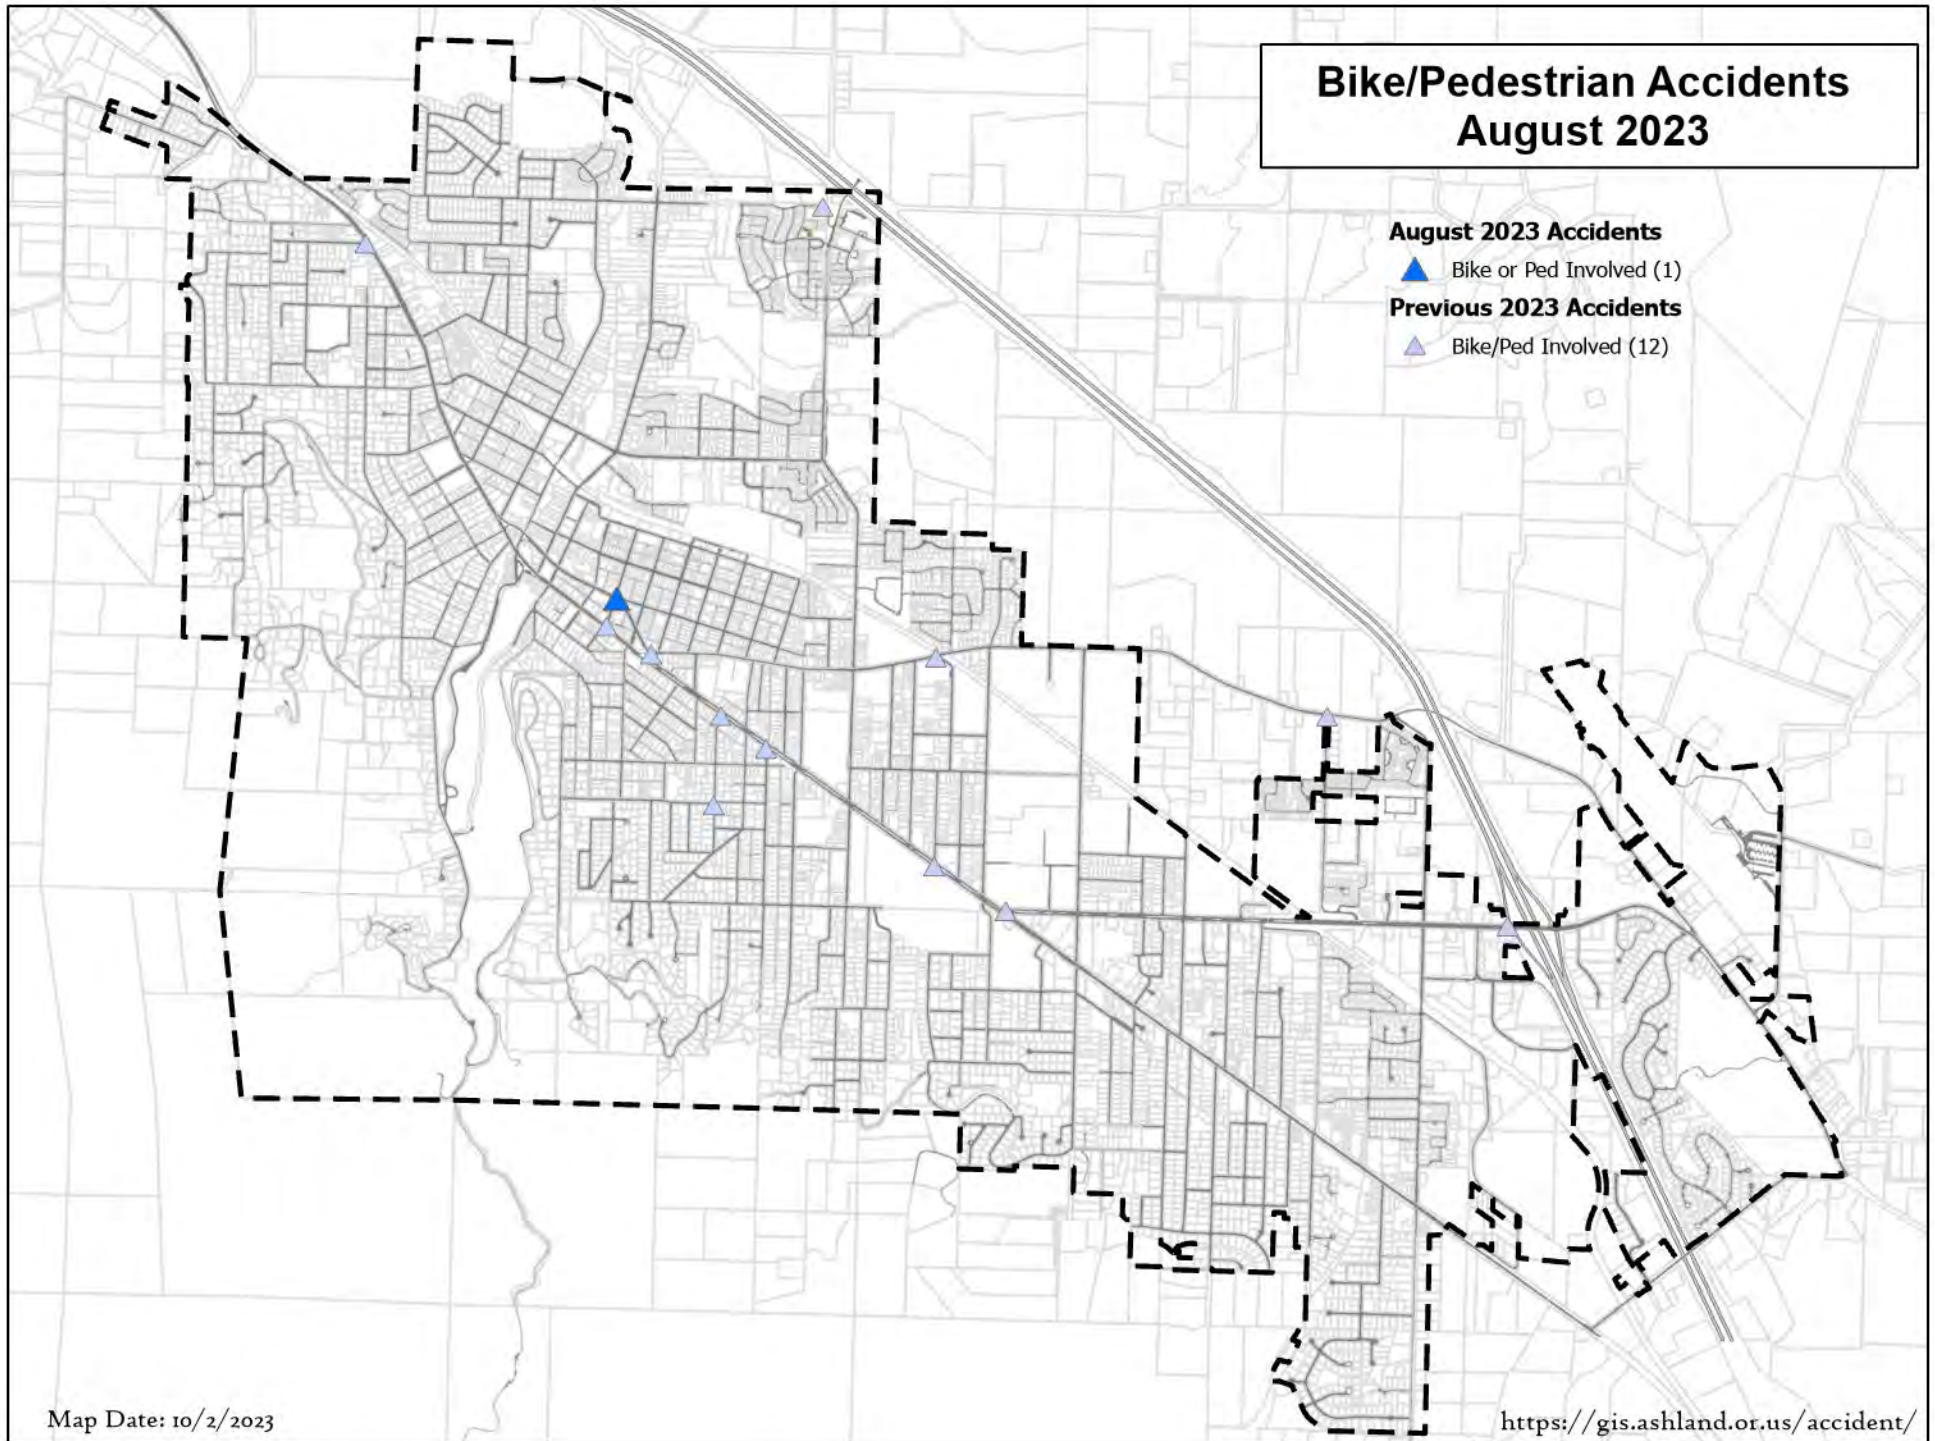 Bike/Pedestrian Accidents
August 2023
August 2023 Accidents
Bike or Ped Involved (1)
Previous 2023 Accidents
Bike/Ped Involved (12)
Map Date: 10/2/2023
https://gis.ashland.or.us/accident/